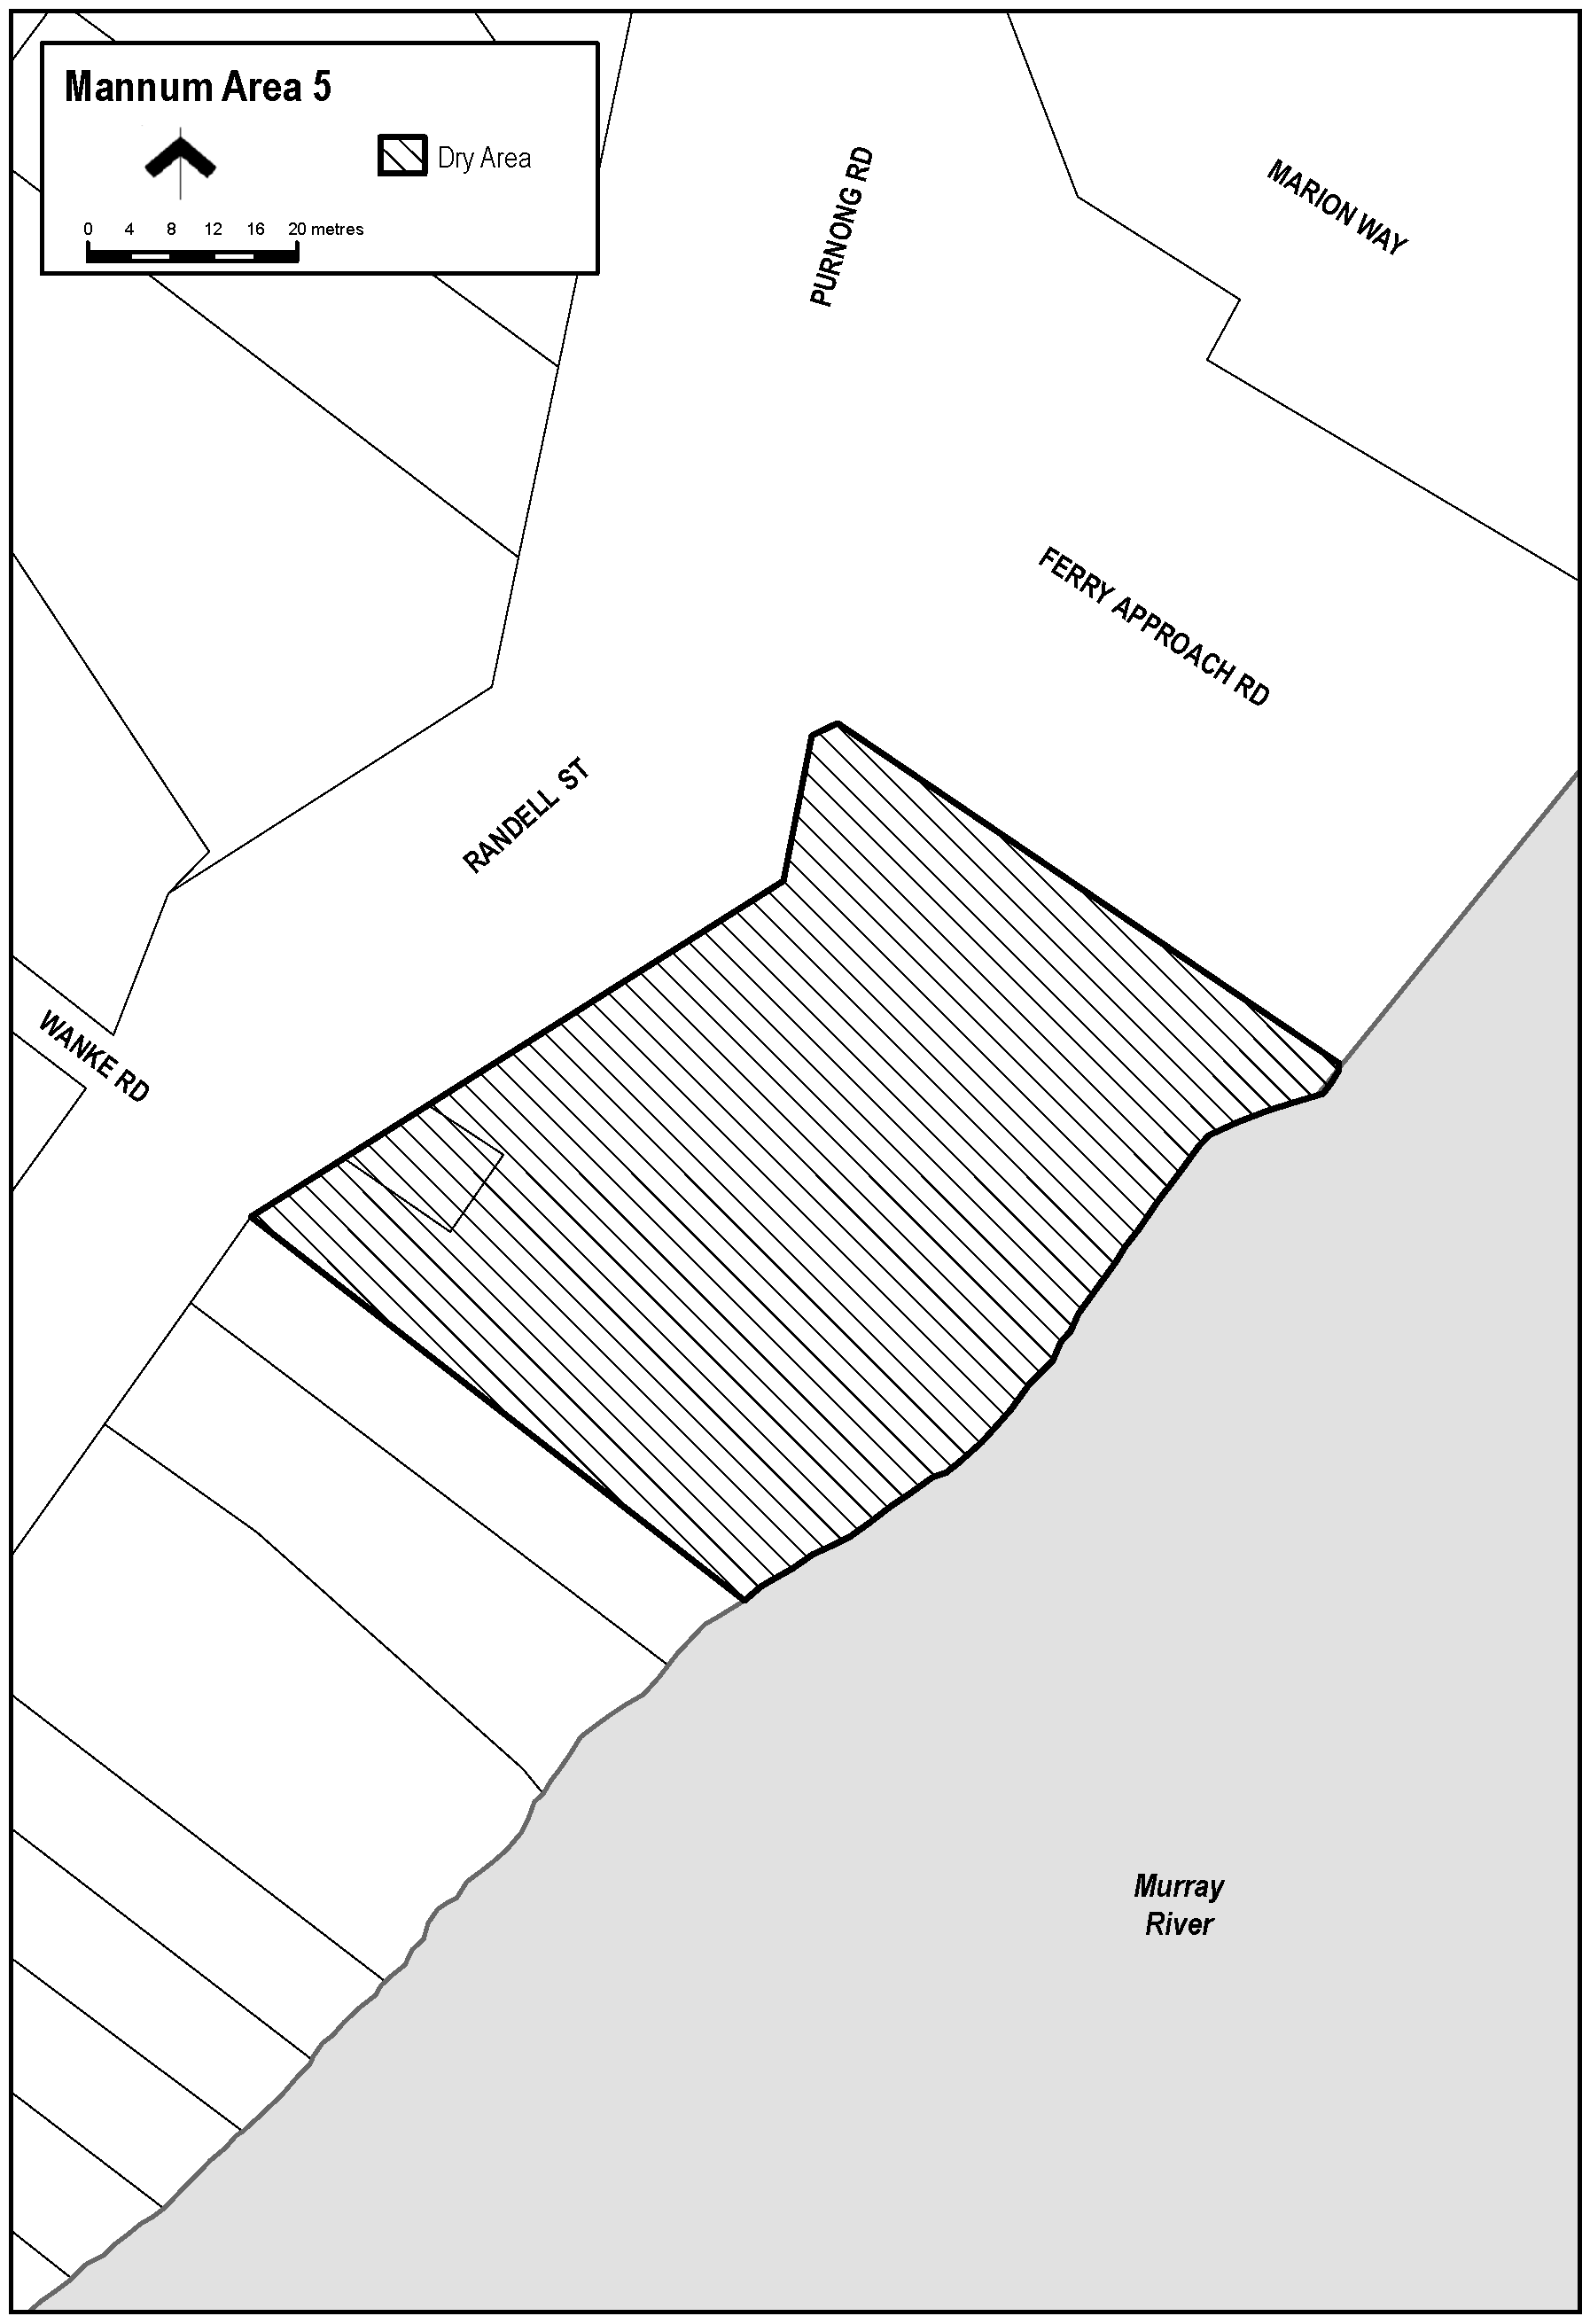 Mannum Area 5
Dry Area
0 4 8 12 16 20 metres
PURNONG RD
MARION WAY
FERRY APPROACH RD
RANDELL ST
WANKE RD
Murray
River